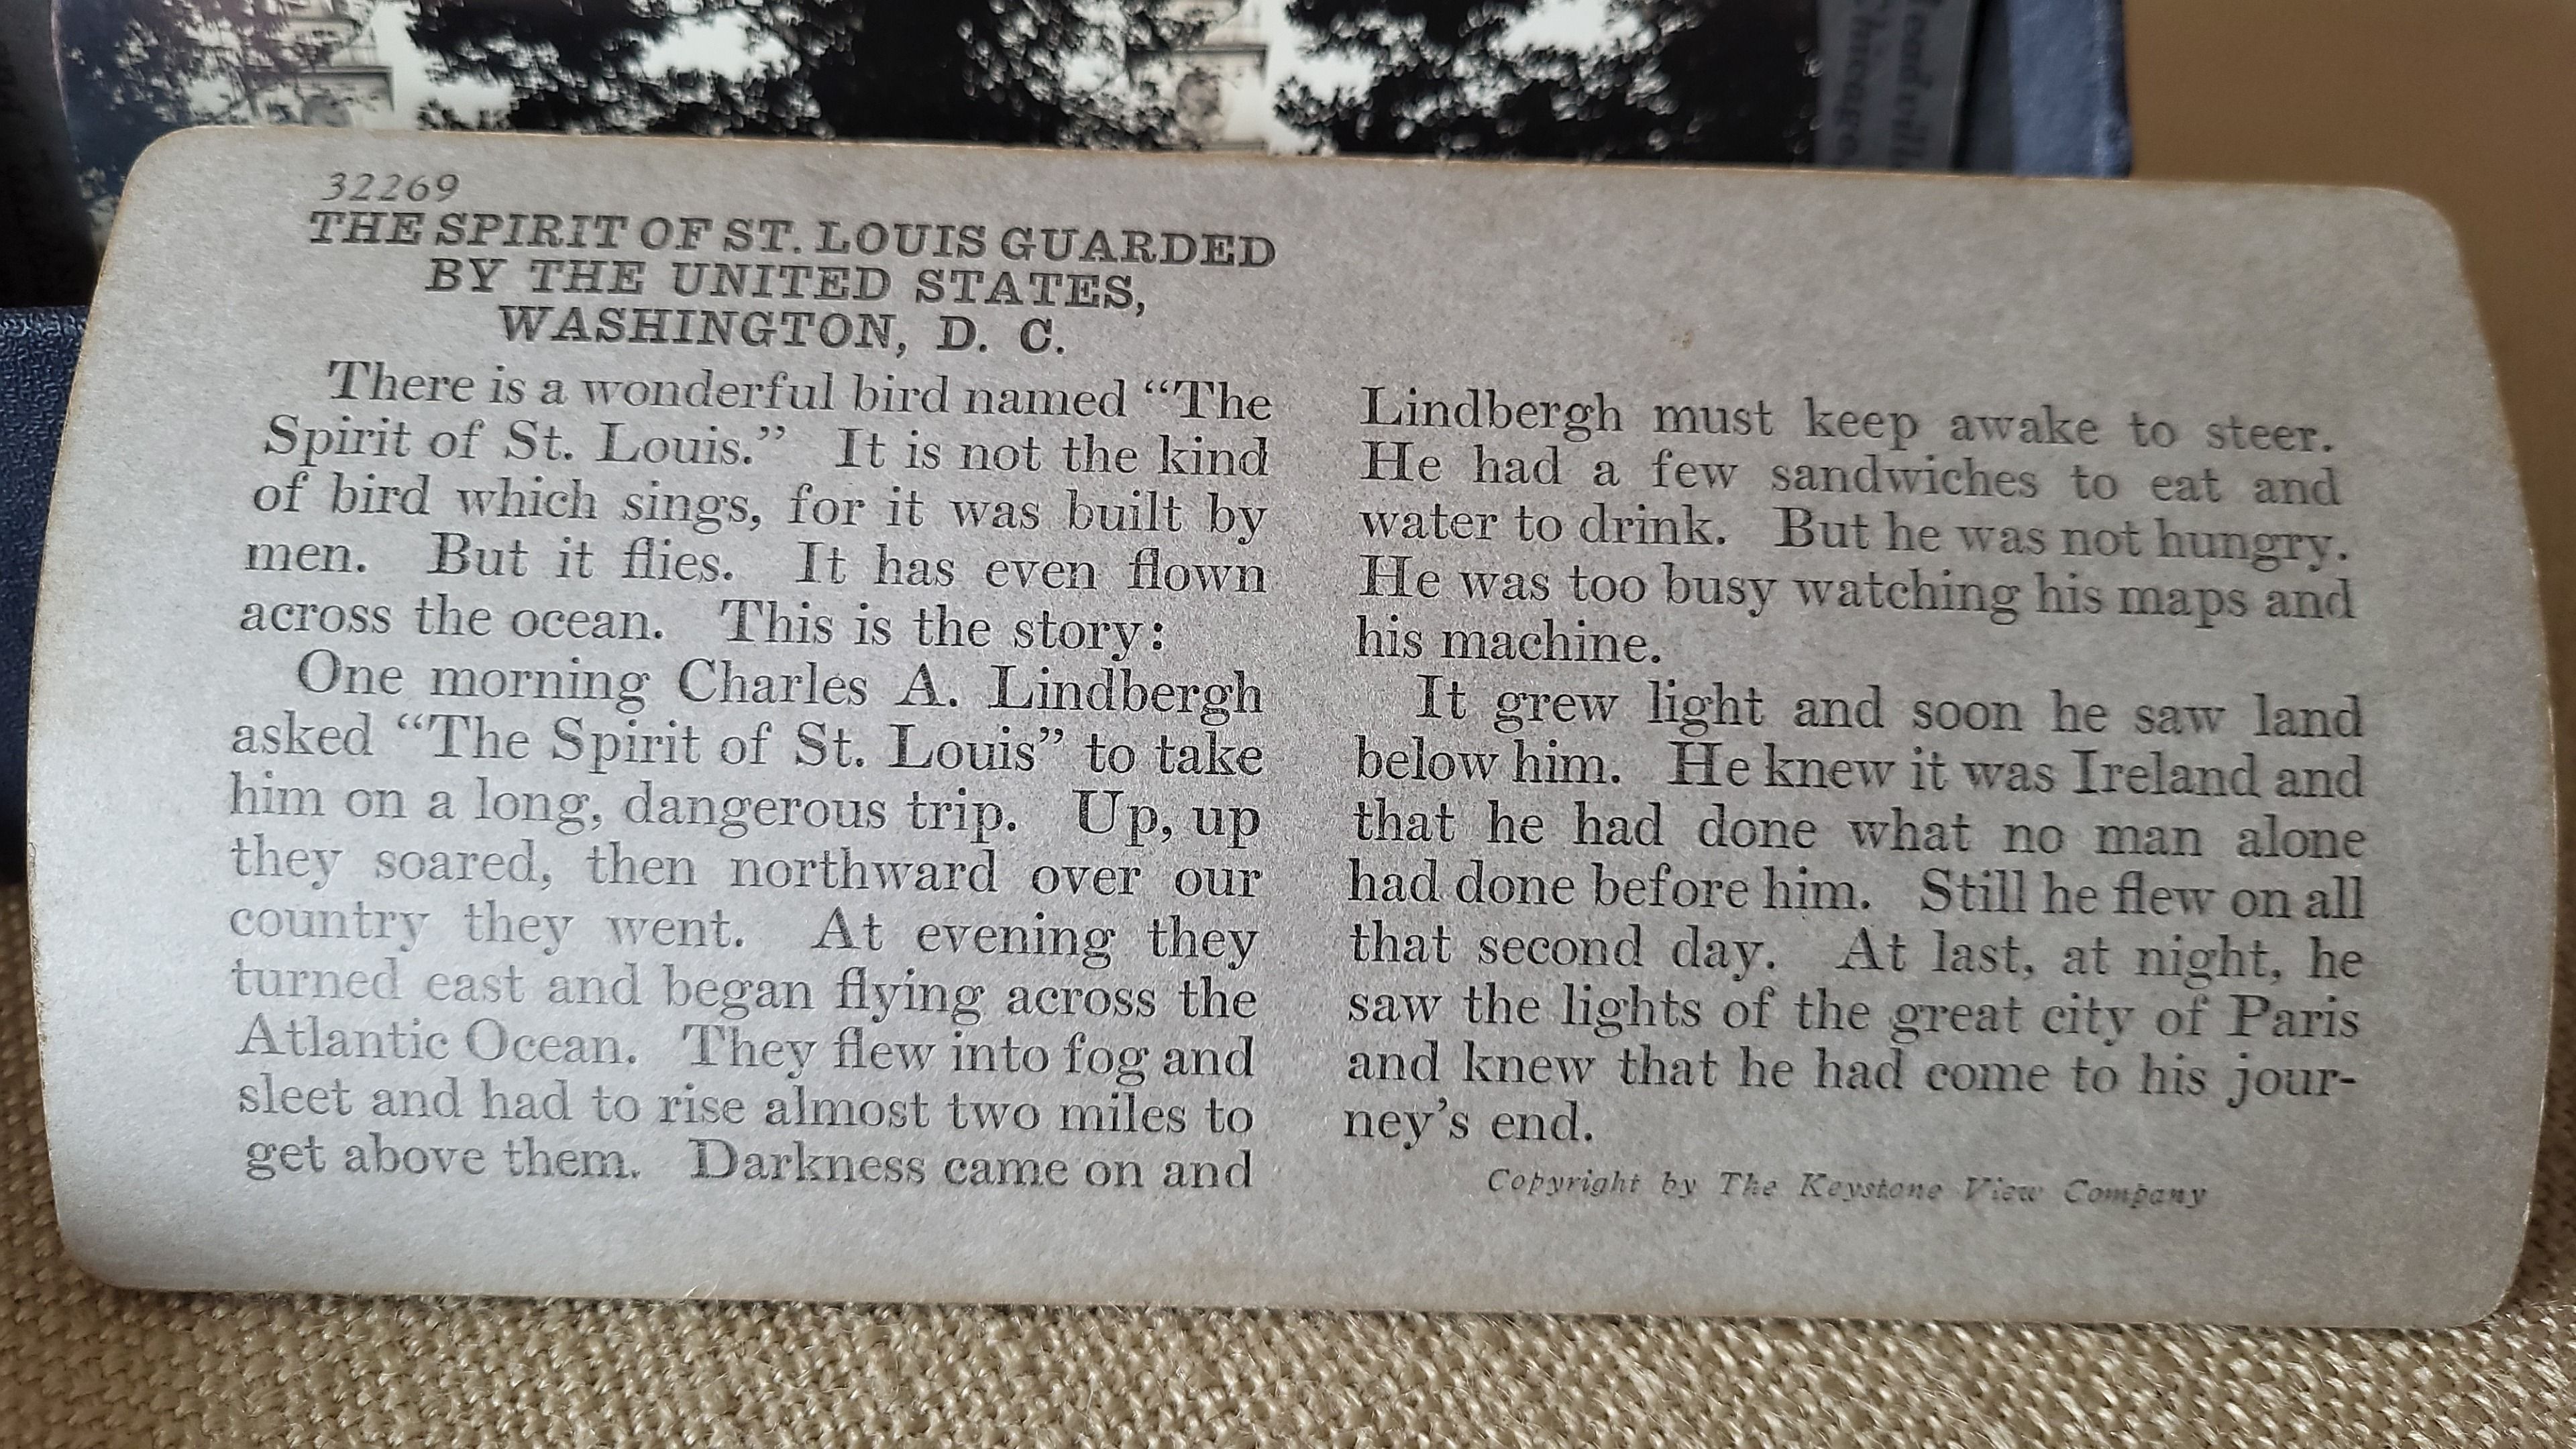 Meadville
Chicago
32269
THE SPIRIT OF ST. LOUIS GUARDED
BY THE UNITED STATES,
WASHINGTON, D. C.
There is a wonderful bird named “The
Spirit of St. Louis.” It is not the kind
of bird which sings, for it was built by
men. But it flies. It has even flown
across the ocean. This is the story:
One morning Charles A. Lindbergh
asked “The Spirit of St. Louis” to take
him on a long, dangerous trip. Up, up
they soared, then northward over our
country they went. At evening they
turned east and began flying across the
Atlantic Ocean. They flew into fog and
sleet and had to rise almost two miles to
get above them. Darkness came on and
Lindbergh must keep awake to steer.
He had a few sandwiches to eat and
water to drink. But he was not hungry.
He was too busy watching his maps and
his machine.
It grew light and soon he saw land
below him. He knew it was Ireland and
that he had done what no man alone
had done before him. Still he flew on all
that second day. At last, at night, he
saw the lights of the great city of Paris
and knew that he had come to his jour-
ney’s end.
Copyright by The Keystone View Company